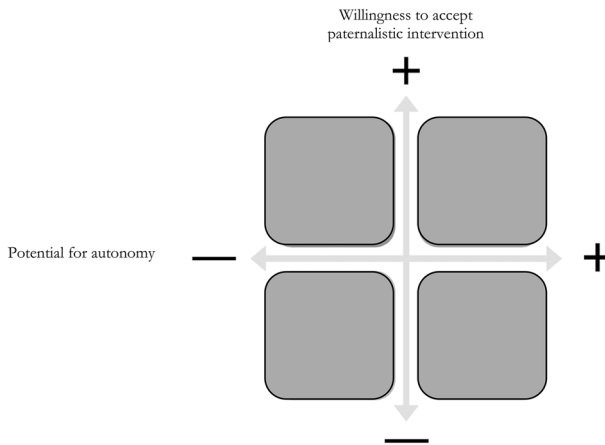 Willingness to accept
paternalistic intervention
+
Potential for autonomy
—
+
—